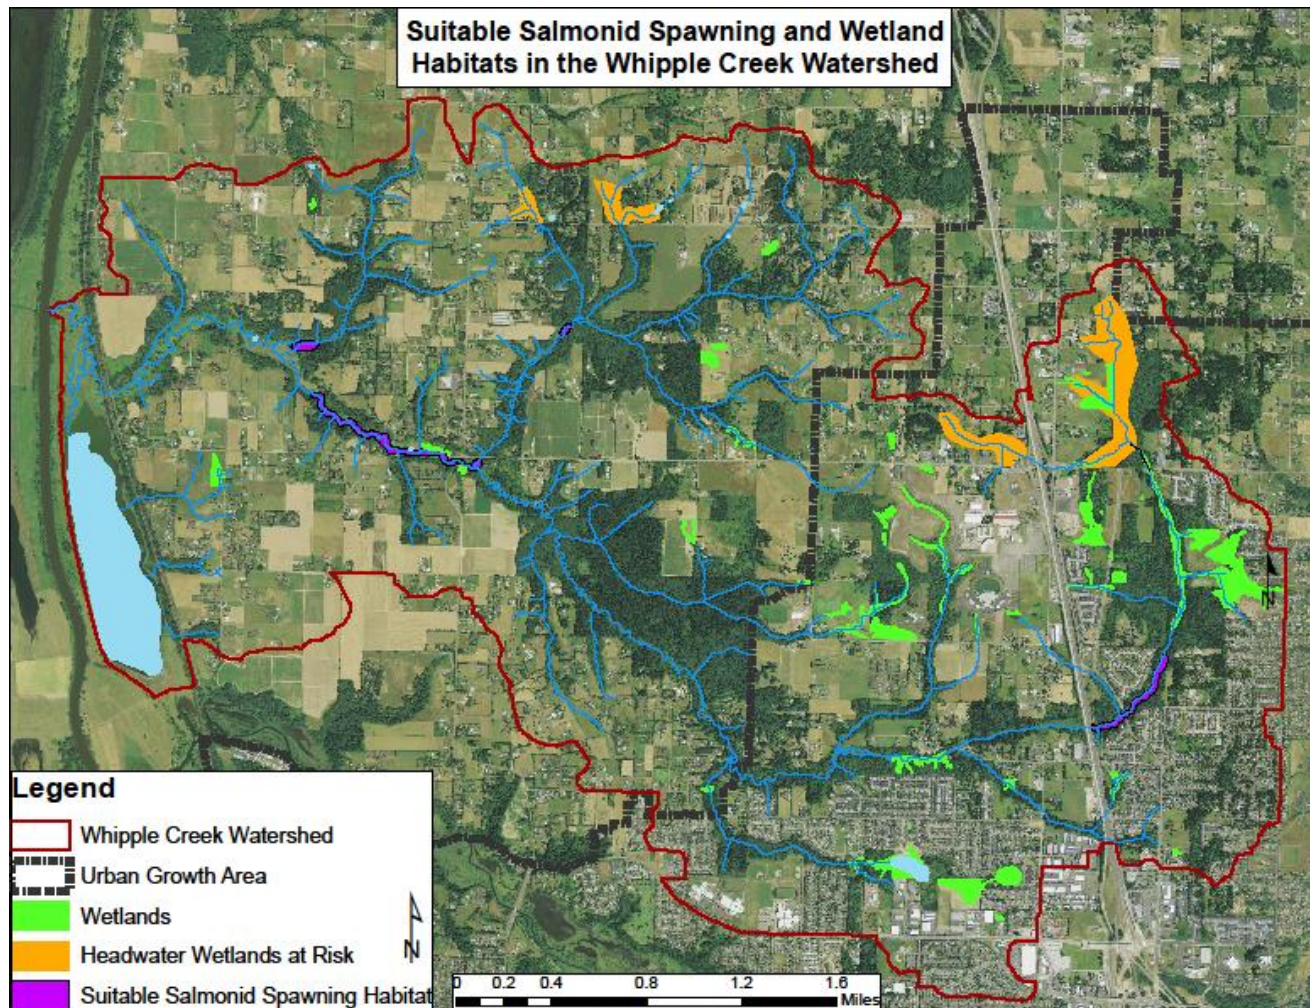 Suitable Salmonid Spawning and Wetland
Habitats in the Whipple Creek Watershed
Legend
Whipple Creek Watershed
Urban Growth Area
Wetlands
Headwater Wetlands at Risk
Suitable Salmonid Spawning Habitat
N
N
0 0.2 0.4 0.8 1.2 1.6
Miles